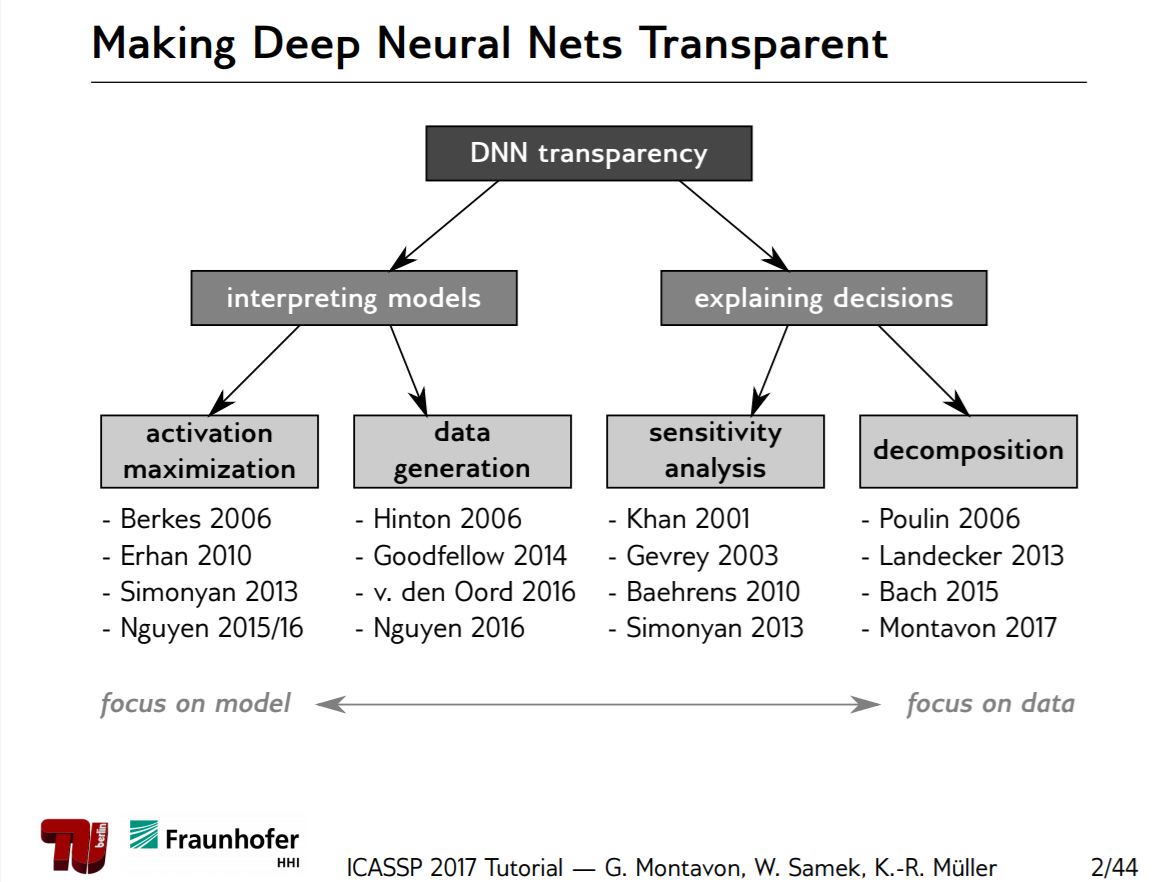 Making Deep Neural Nets Transparent
DNN transparency
interpreting models
explaining decisions
activation
maximization
data
generation
sensitivity
analysis
decomposition
- Berkes 2006
- Erhan 2010
- Simonyan 2013
- Nguyen 2015/16
- Hinton 2006
- Goodfellow 2014
- v. den Oord 2016
- Nguyen 2016
- Khan 2001
- Gevrey 2003
- Baehrens 2010
- Simonyan 2013
- Poulin 2006
- Landecker 2013
- Bach 2015
- Montavon 2017
focus on model
focus on data
TU
berlin
Fraunhofer
HHI
ICASSP 2017 Tutorial — G. Montavon, W. Samek, K.-R. Müller
2/44